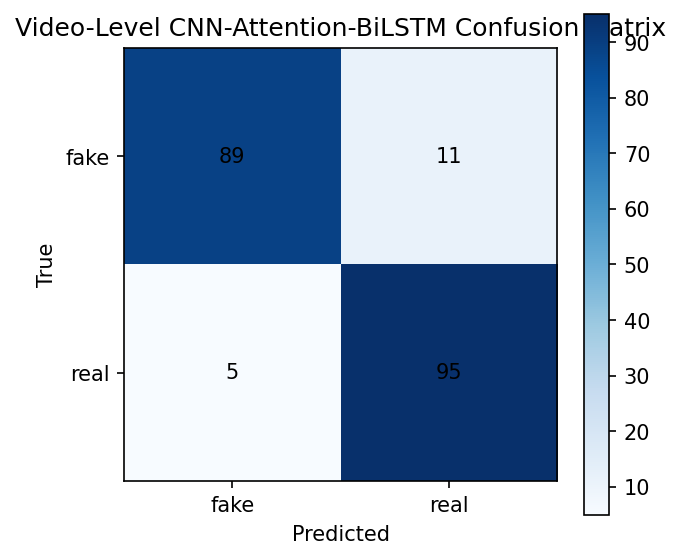 Video-Level CNN-Attention-BiLSTM Confusion Matrix
90
80
70
60
50
40
30
20
10
True
fake
real
89
11
5
95
fake
real
Predicted